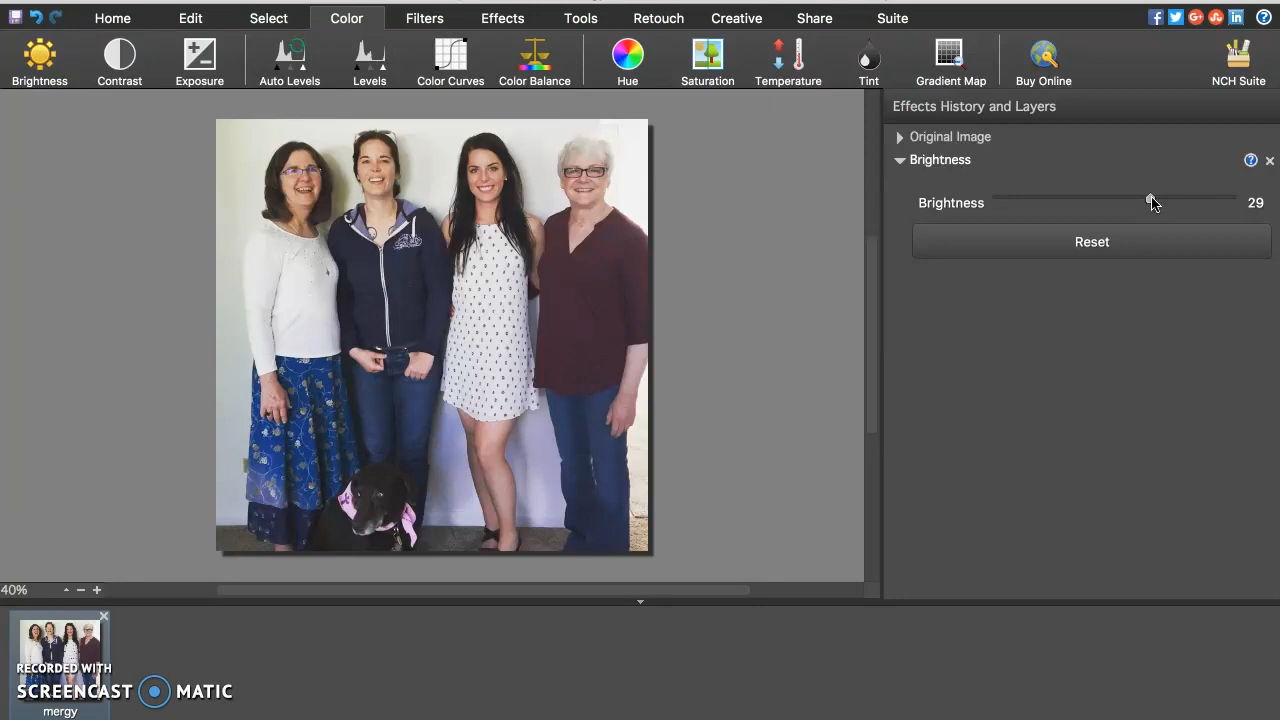 Home Edit Select Color Filters Effects Tools Retouch Creative Share Suite
Brightness Contrast Exposure Auto Levels Levels Color Curves Color Balance Hue Saturation Temperature Tint Gradient Map Buy Online NCH Suite
Effects History and Layers
Original Image
Brightness
Brightness 29
Reset
40%
RECORDED WITH
SCREENCAST MATIC
mergy